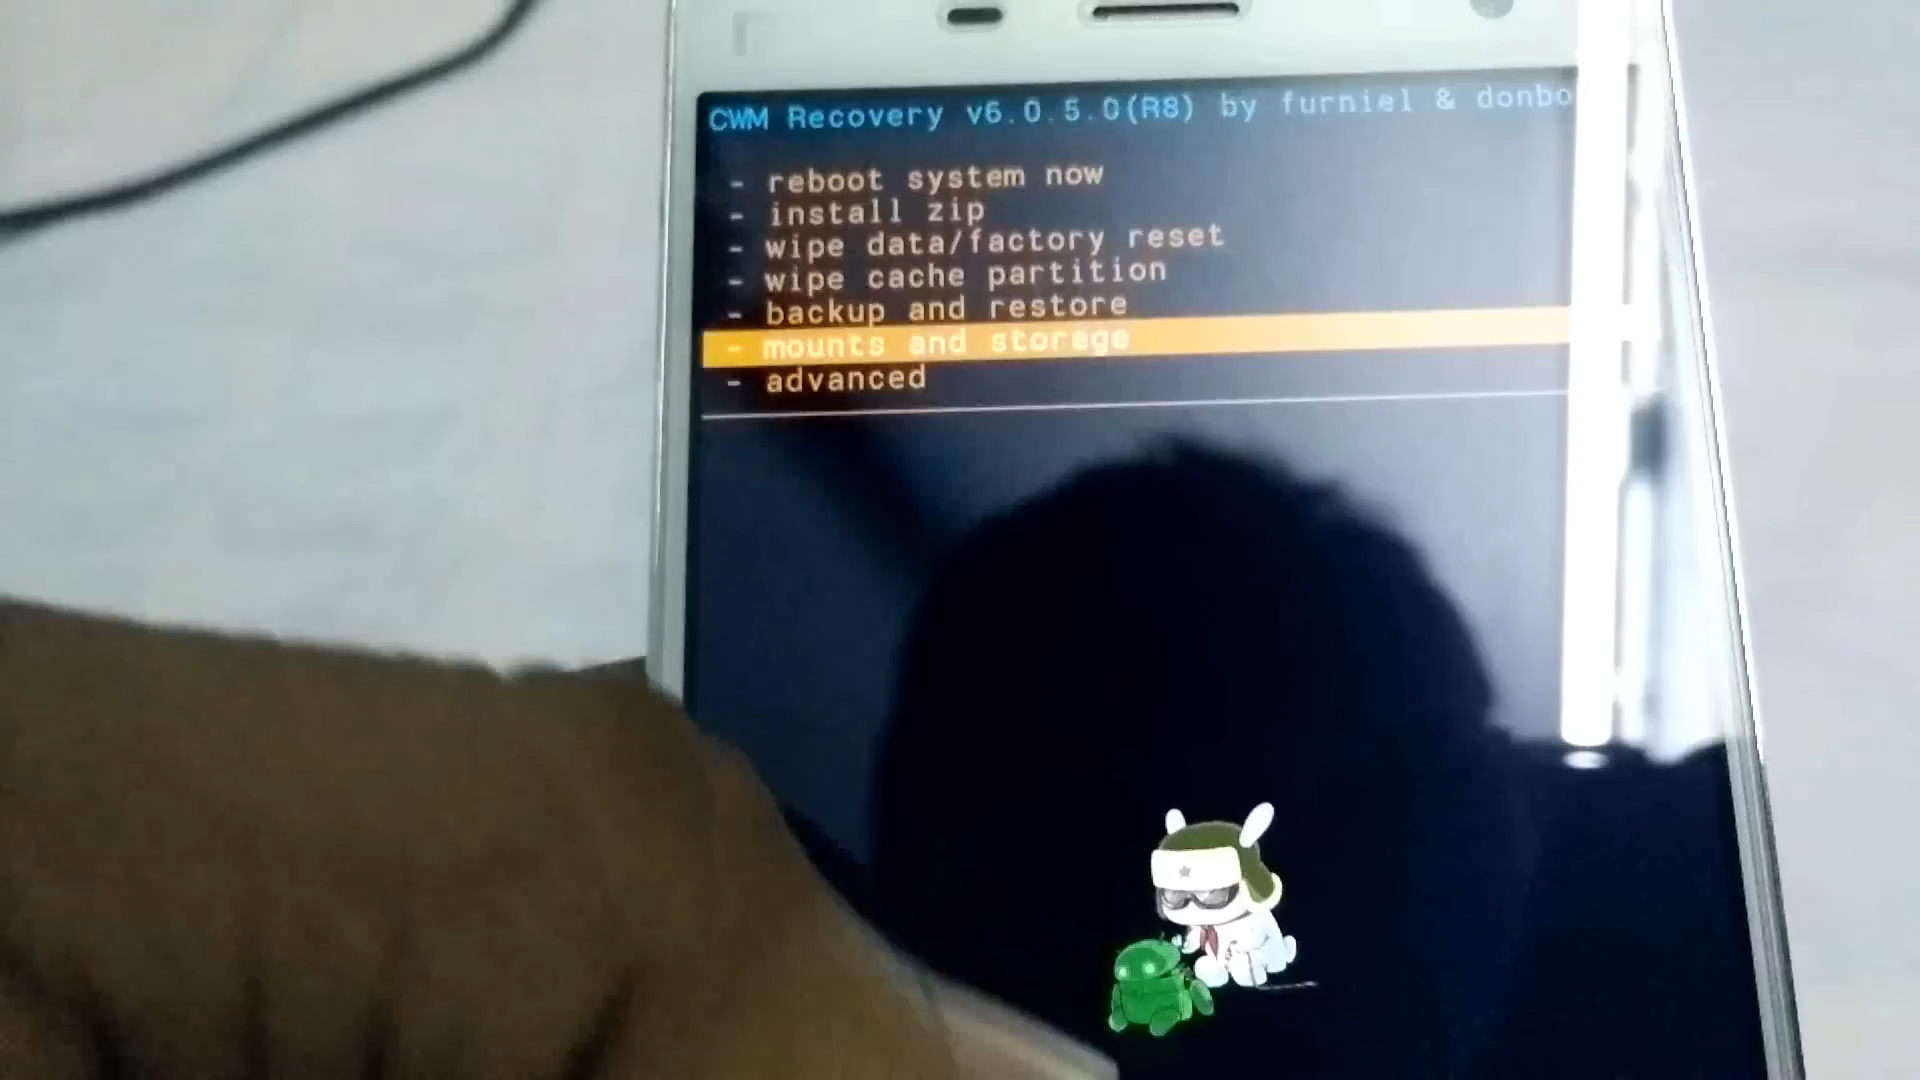 CWM Recovery v6.0.5.0(R8) by furniel & donbo
- reboot system now
- install zip
- wipe data/factory reset
- wipe cache partition
- backup and restore
- mounts and storage
- advanced